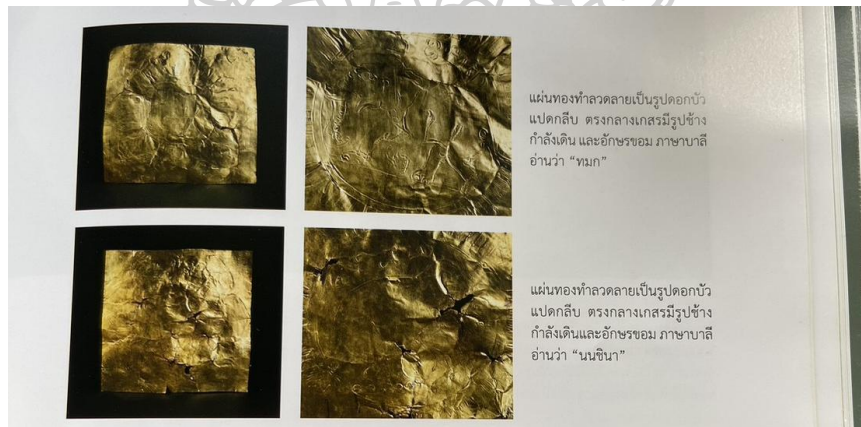 แผ่นทองทำลวดลายเป็นรูปดอกบัว
แปดกลีบ ตรงกลางเกสรมีรูปช้าง
กำลังเดิน และอักษรขอม ภาษาบาลี
อ่านว่า “ทมก”
แผ่นทองทำลวดลายเป็นรูปดอกบัว
แปดกลีบ ตรงกลางเกสรมีรูปช้าง
กำลังเดินและอักษรขอม ภาษาบาลี
อ่านว่า “นนชินา”